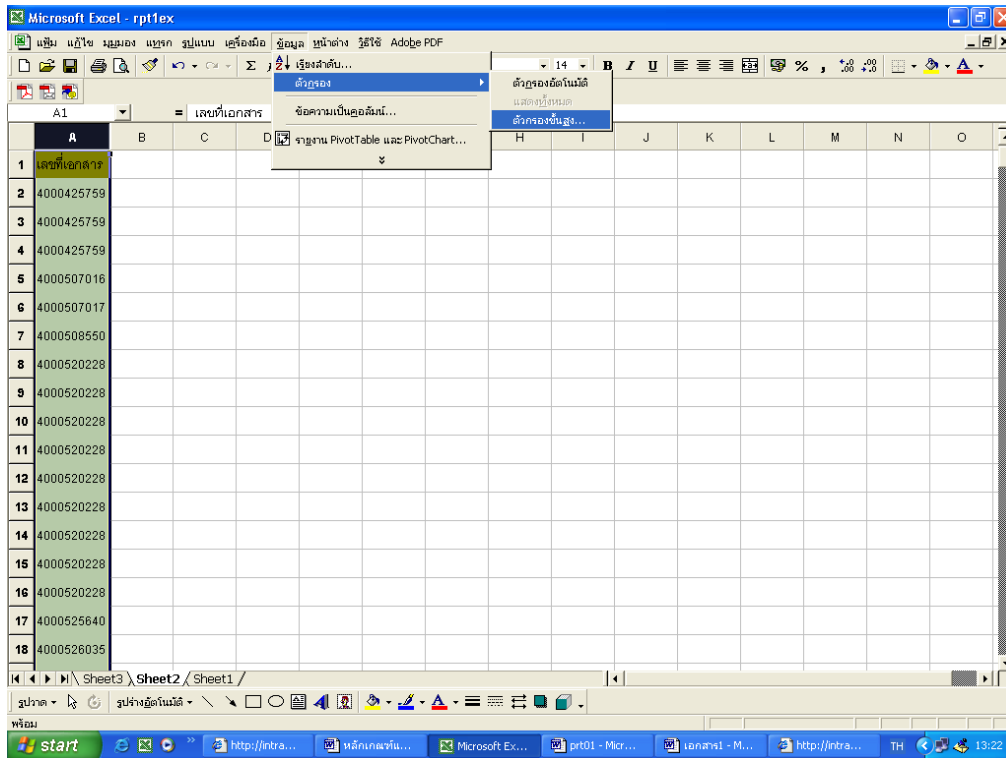 Microsoft Excel - rpt1ex
แฟ้ม แก้ไข มุมมอง แทรก รูปแบบ เครื่องมือ ข้อมูล หน้าต่าง วิธีใช้ Adobe PDF
เรียงลำดับ...
14 B I U % ,
ตัวกรอง
ตัวกรองอัตโนมัติ
แสดงทั้งหมด
ตัวกรองขั้นสูง...
A1 = เลขที่เอกสาร
ข้อความเป็นคอลัมน์...
รายงาน PivotTable และ PivotChart...
A B C D H I J K L M N O
1 เลขที่เอกสาร
2 4000425759
3 4000425759
4 4000425759
5 4000507016
6 4000507017
7 4000508550
8 4000520228
9 4000520228
10 4000520228
11 4000520228
12 4000520228
13 4000520228
14 4000520228
15 4000520228
16 4000520228
17 4000525640
18 4000526035
Sheet3 Sheet2 Sheet1
รูปวาด รูปร่างอัตโนมัติ
พร้อม
start http://intra... หลักเกณฑ์แ... Microsoft Ex... prt01 - Micr... เอกสาร1 - M... http://intra... TH 13:22